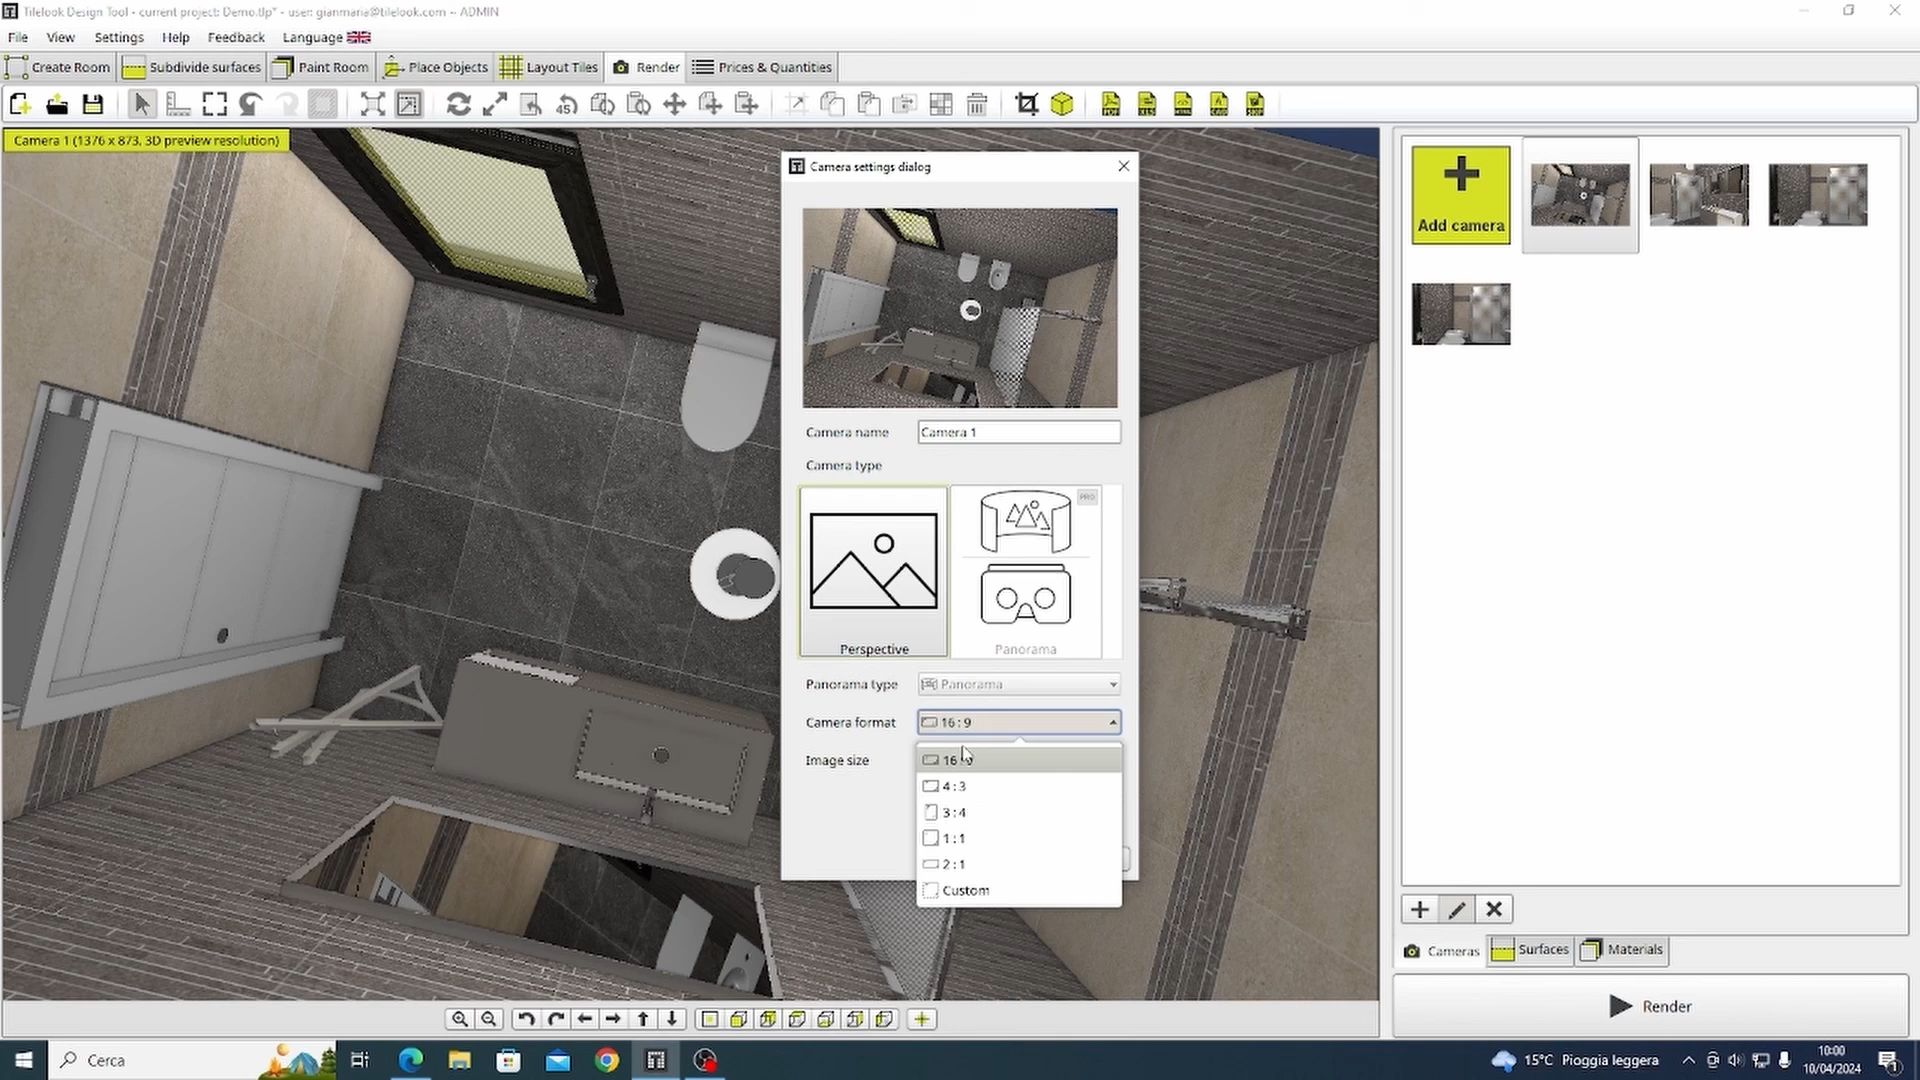 Tilelook Design Tool - current project: Demo.tlp* - user: gianmaria@tilelook.com -- ADMIN
File View Settings Help Feedback Language
Create Room Subdivide surfaces Paint Room Place Objects Layout Tiles Render Prices & Quantities
45
Camera 1 (1376 x 873, 3D preview resolution)
Camera settings dialog
Camera name Camera 1
Camera type
PRO
Perspective Panorama
Panorama type Panorama
Camera format 16 : 9
Image size
4 : 3
3 : 4
1 : 1
2 : 1
Custom
Add camera
Cameras Surfaces Materials
Render
Cerca
15°C Pioggia leggera
10:00
10/04/2024
1